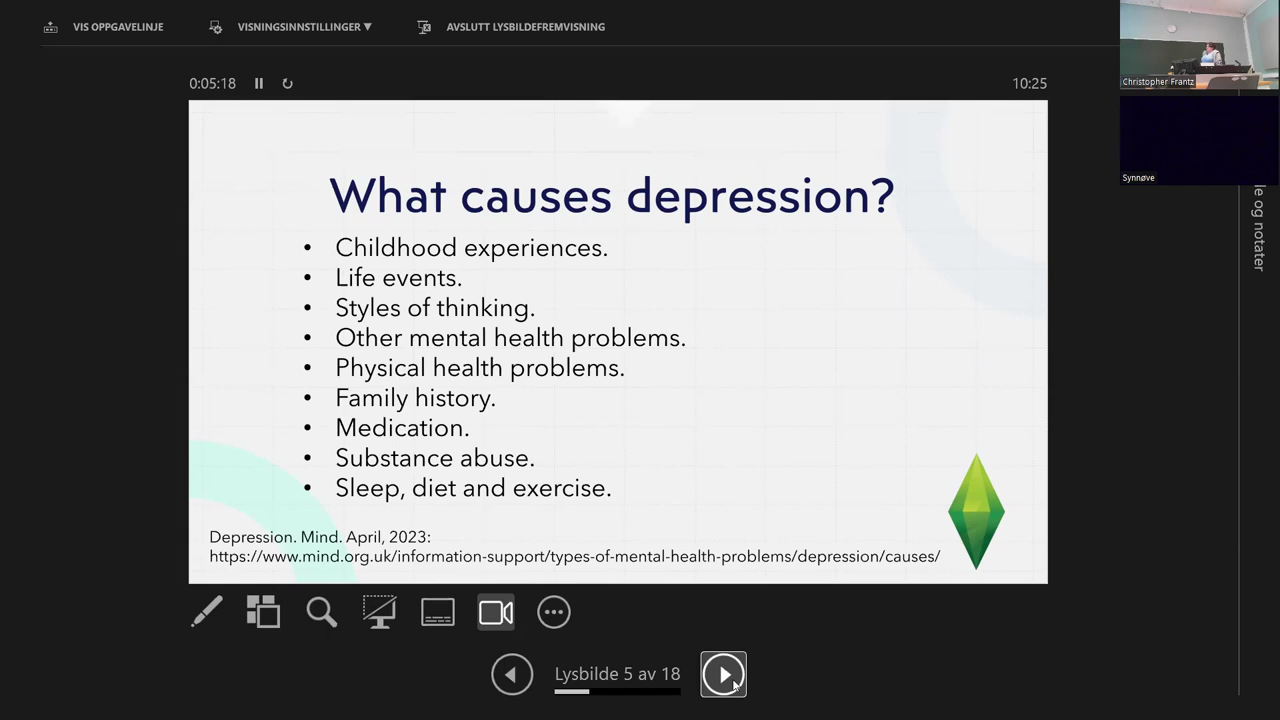 VIS OPPGAVELINJE
VISNINGSINNSTILLINGER ▼
AVSLUTT LYSBILDEFREMVISNING
Christopher Frantz
Synnøve
0:05:18
10:25
What causes depression?
• Childhood experiences.
• Life events.
• Styles of thinking.
• Other mental health problems.
• Physical health problems.
• Family history.
• Medication.
• Substance abuse.
• Sleep, diet and exercise.
Depression. Mind. April, 2023:
https://www.mind.org.uk/information-support/types-of-mental-health-problems/depression/causes/
og notater
Lysbilde 5 av 18